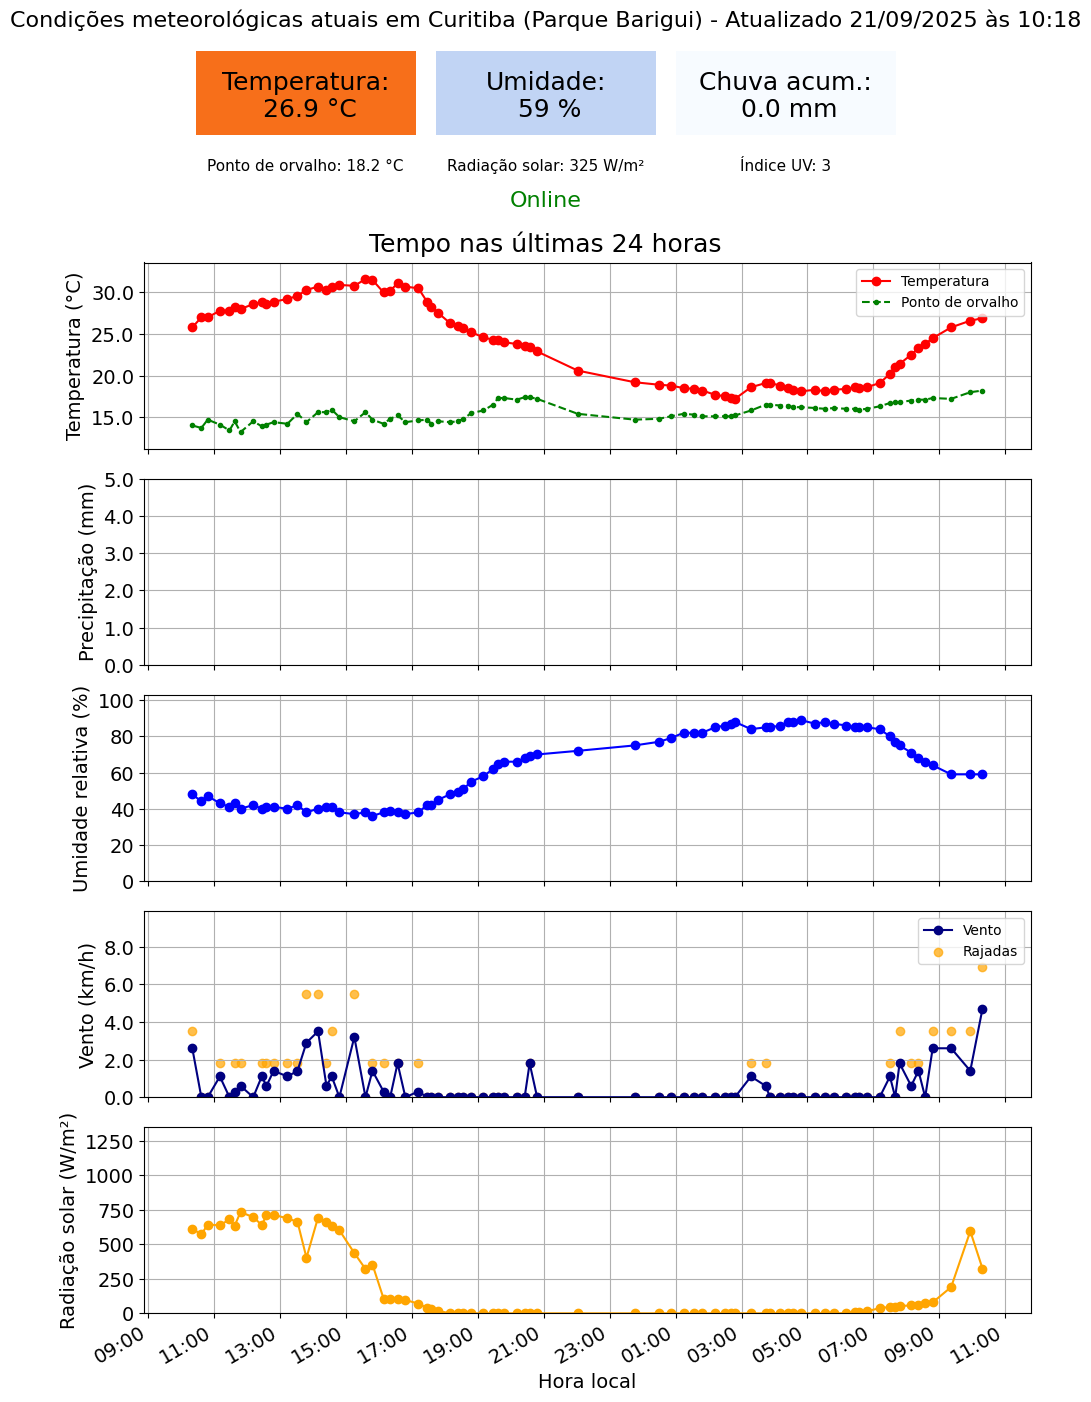 Condições meteorológicas atuais em Curitiba (Parque Barigui) - Atualizado 21/09/2025 às 10:18
Temperatura:
26.9 °C
Umidade:
59 %
Chuva acum.:
0.0 mm
Ponto de orvalho: 18.2 °C
Radiação solar: 325 W/m²
Índice UV: 3
Online
Tempo nas últimas 24 horas
Temperatura (°C)
30.0
25.0
20.0
15.0
Temperatura
Ponto de orvalho
Precipitação (mm)
5.0
4.0
3.0
2.0
1.0
0.0
Umidade relativa (%)
100
80
60
40
20
0
Vento (km/h)
8.0
6.0
4.0
2.0
0.0
Vento
Rajadas
Radiação solar (W/m²)
1250
1000
750
500
250
0
09:00
11:00
13:00
15:00
17:00
19:00
21:00
23:00
01:00
03:00
05:00
07:00
09:00
11:00
Hora local